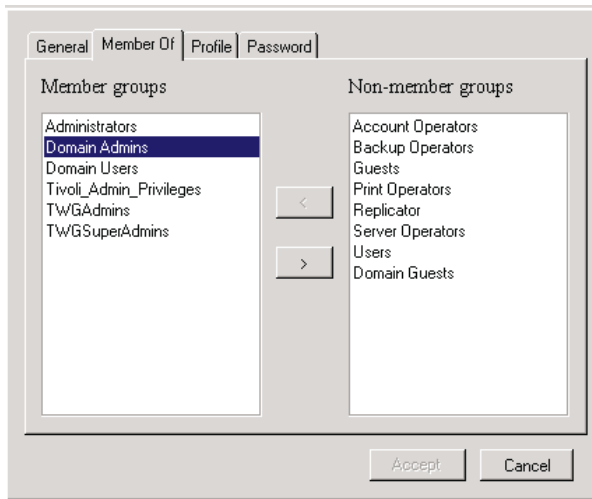 General Member Of Profile Password
Member groups
Administrators
Domain Admins
Domain Users
Tivoli_Admin_Privileges
TWGAdmins
TWGSuperAdmins
<
>
Non-member groups
Account Operators
Backup Operators
Guests
Print Operators
Replicator
Server Operators
Users
Domain Guests
Accept Cancel